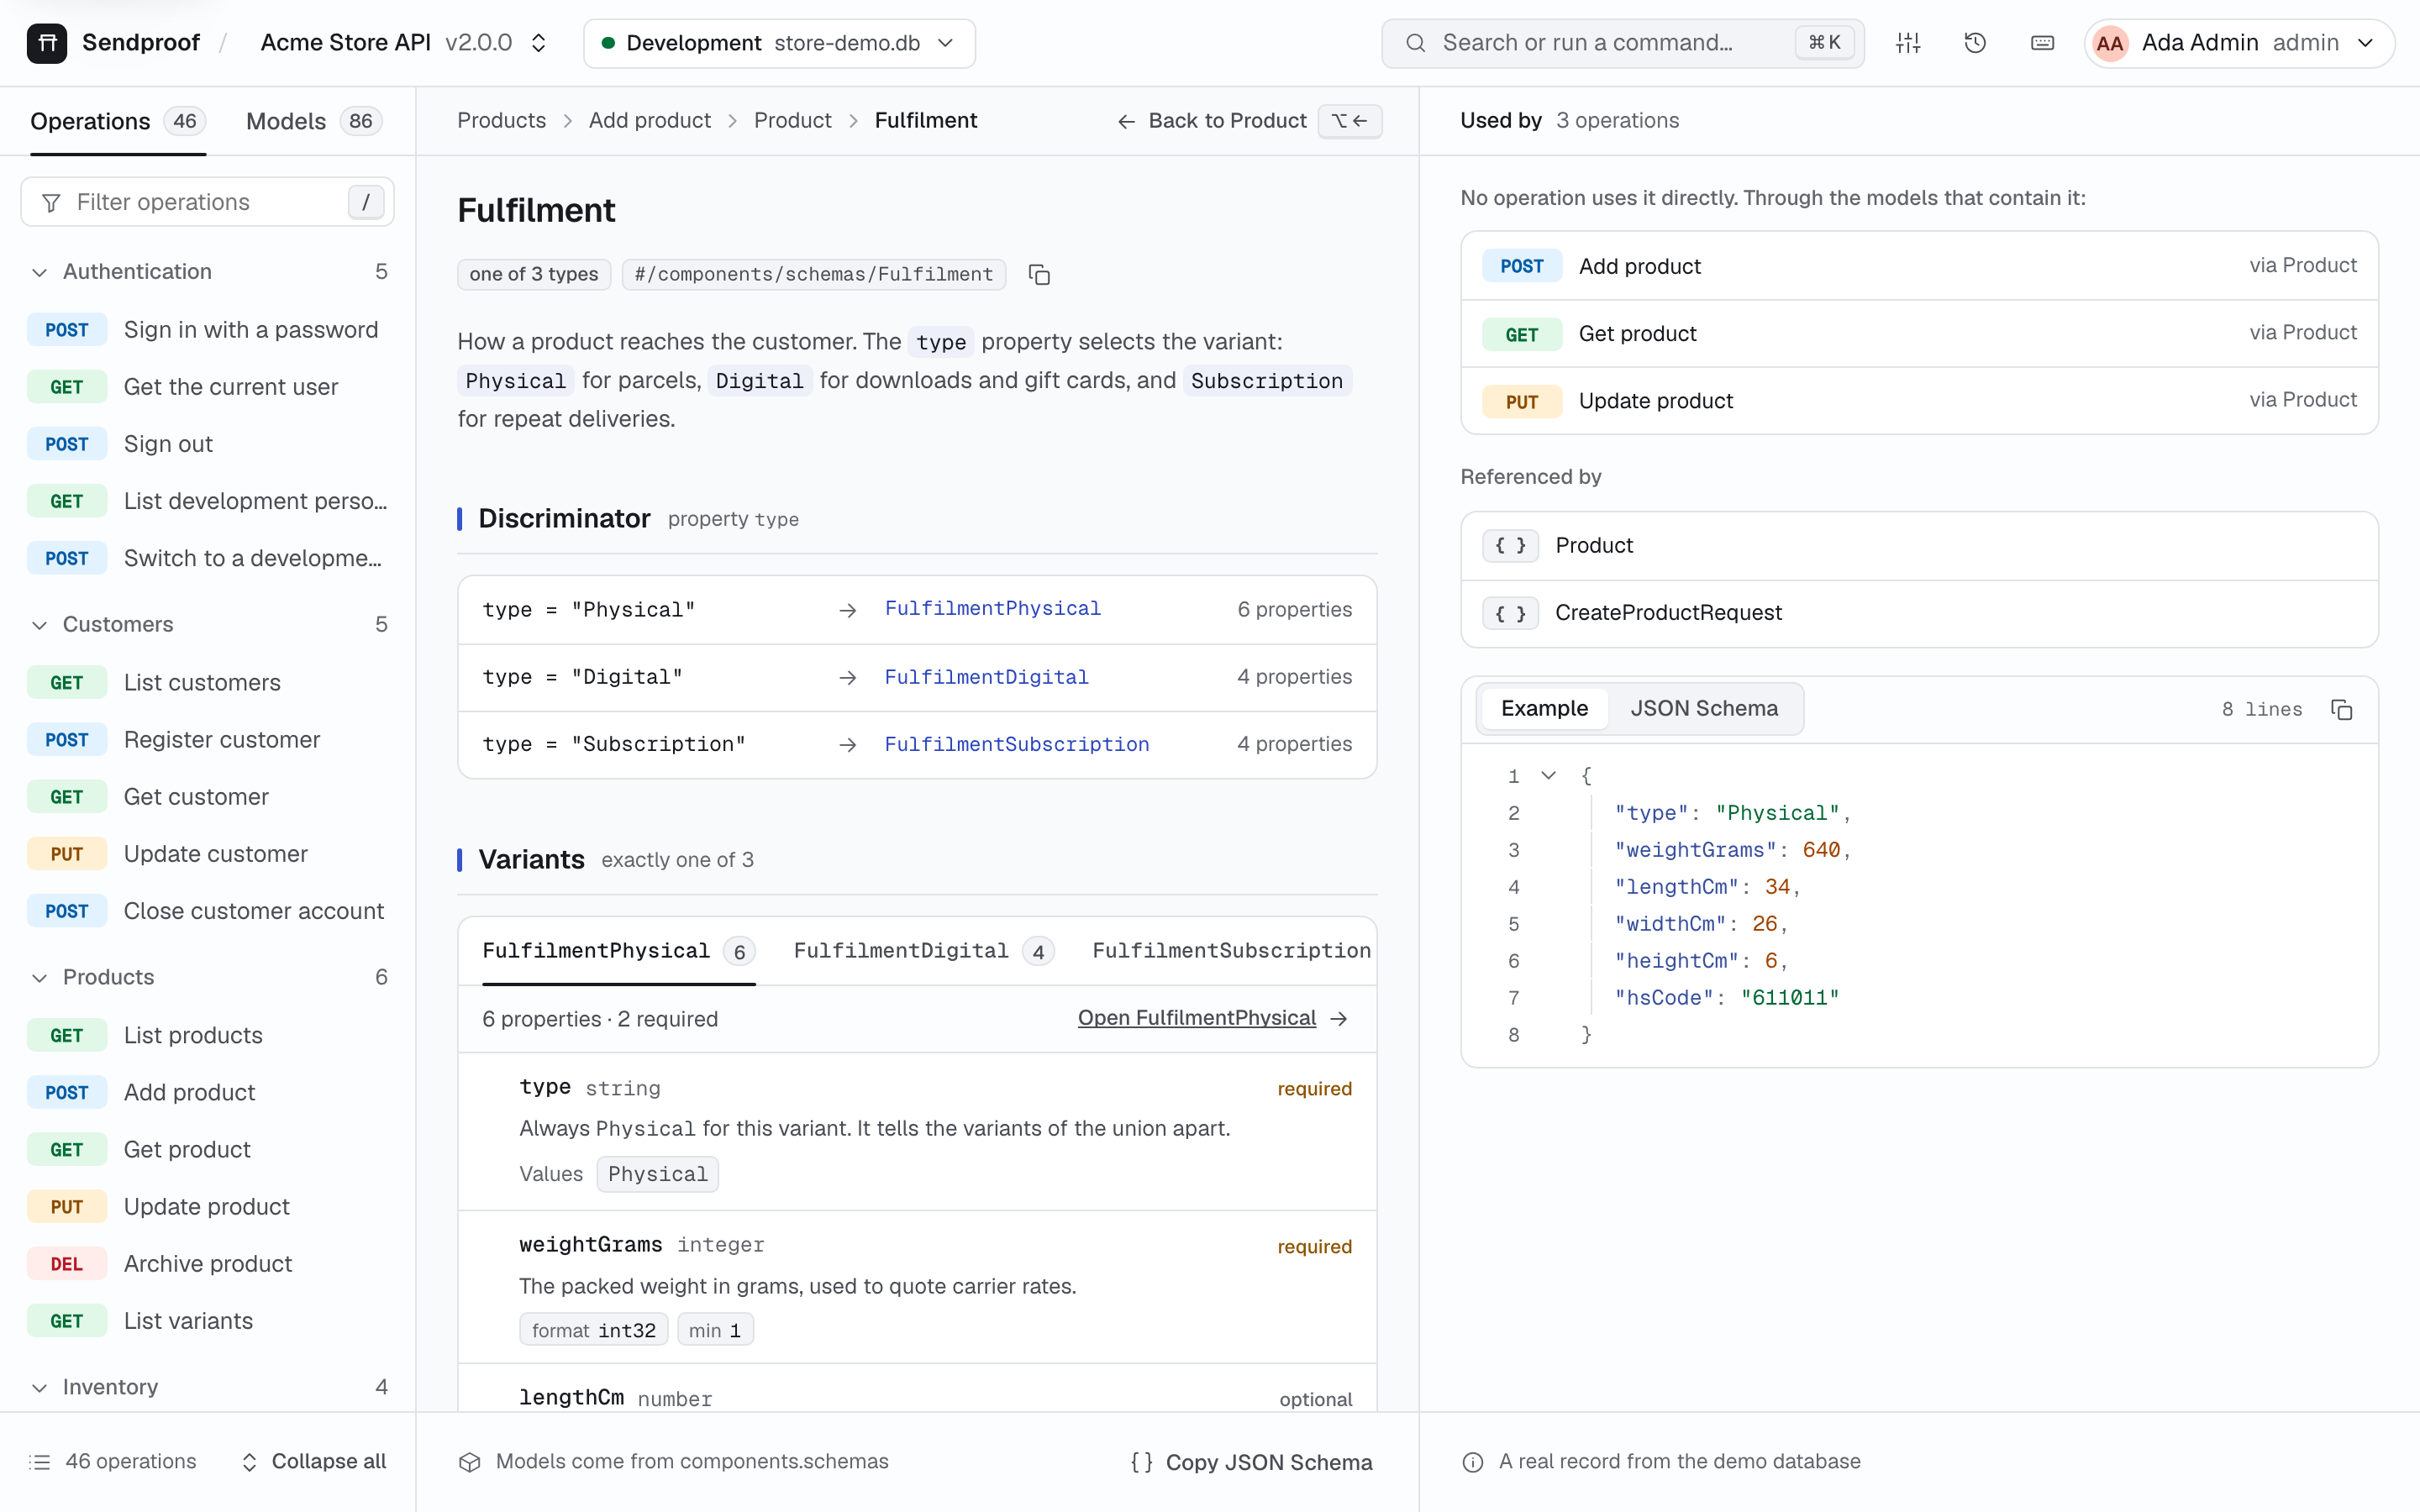 Sendproof / Acme Store API v2.0.0
Development store-demo.db
Search or run a command... ⌘K
AA Ada Admin admin
Operations 46 Models 86
Filter operations /
Authentication 5
POST Sign in with a password
GET Get the current user
POST Sign out
GET List development perso...
POST Switch to a developme...
Customers 5
GET List customers
POST Register customer
GET Get customer
PUT Update customer
POST Close customer account
Products 6
GET List products
POST Add product
GET Get product
PUT Update product
DEL Archive product
GET List variants
Inventory 4
46 operations Collapse all
Products > Add product > Product > Fulfilment
← Back to Product ⌥←
Fulfilment
one of 3 types #/components/schemas/Fulfilment
How a product reaches the customer. The type property selects the variant:
Physical for parcels, Digital for downloads and gift cards, and Subscription
for repeat deliveries.
Discriminator property type
type = "Physical" → FulfilmentPhysical 6 properties
type = "Digital" → FulfilmentDigital 4 properties
type = "Subscription" → FulfilmentSubscription 4 properties
Variants exactly one of 3
FulfilmentPhysical 6 FulfilmentDigital 4 FulfilmentSubscription
6 properties · 2 required Open FulfilmentPhysical →
type string required
Always Physical for this variant. It tells the variants of the union apart.
Values Physical
weightGrams integer required
The packed weight in grams, used to quote carrier rates.
format int32 min 1
lengthCm number optional
Models come from components.schemas {} Copy JSON Schema
Used by 3 operations
No operation uses it directly. Through the models that contain it:
POST Add product via Product
GET Get product via Product
PUT Update product via Product
Referenced by
{ } Product
{ } CreateProductRequest
Example JSON Schema 8 lines
1 {
2 "type": "Physical",
3 "weightGrams": 640,
4 "lengthCm": 34,
5 "widthCm": 26,
6 "heightCm": 6,
7 "hsCode": "611011"
8 }
A real record from the demo database